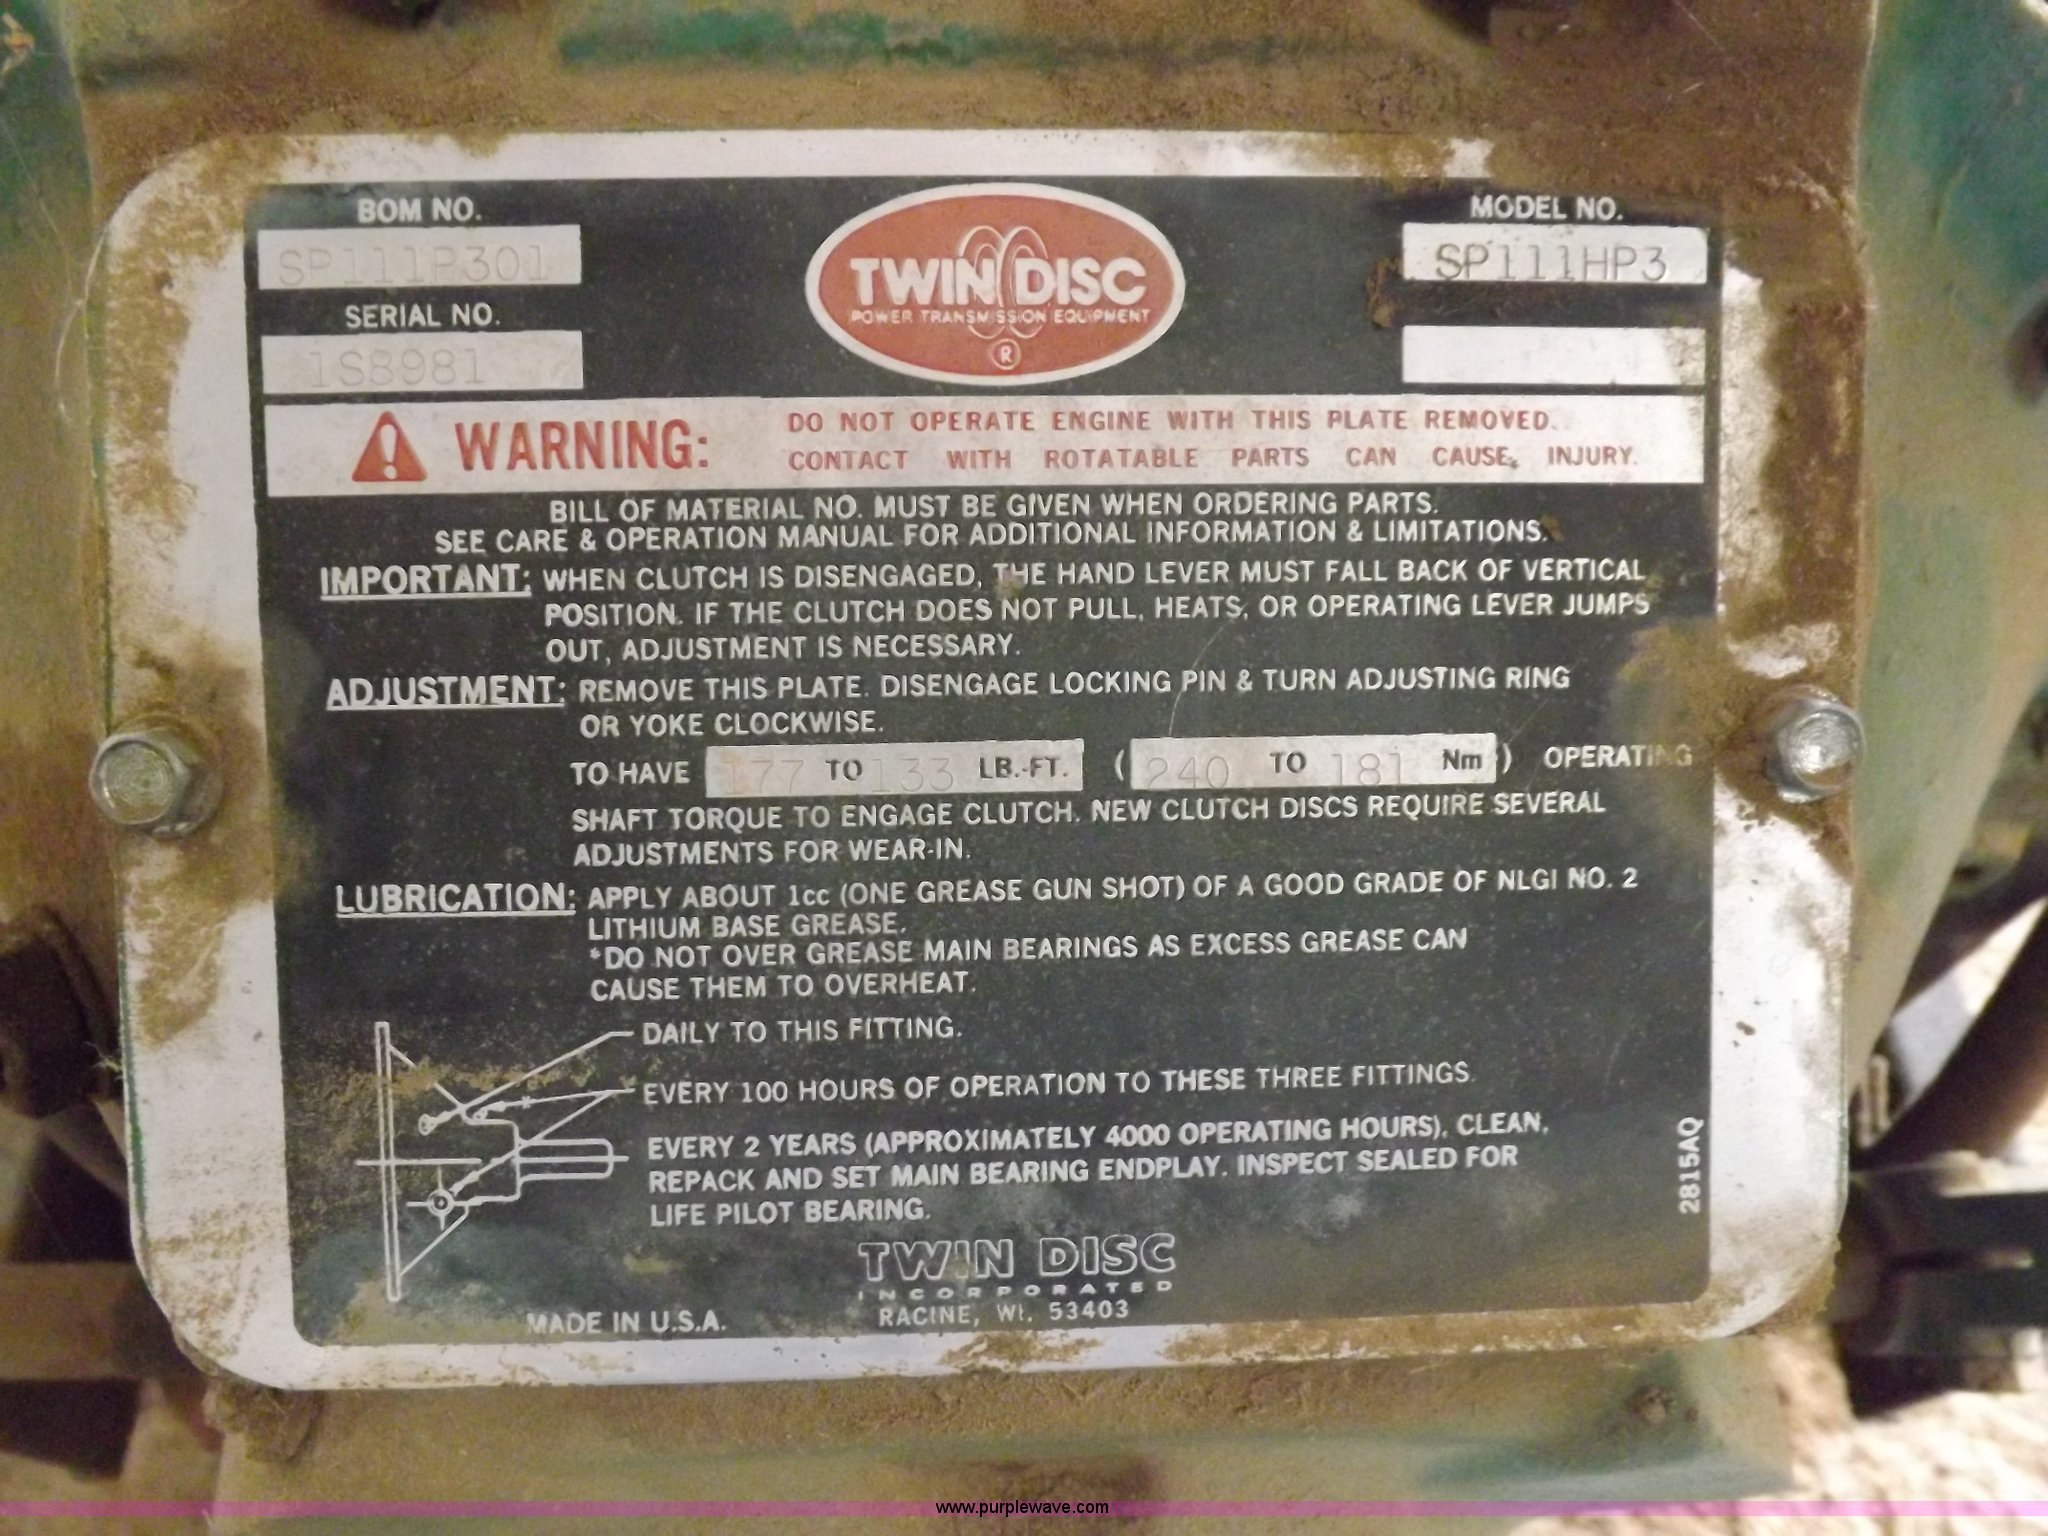 BOM NO.
SP111P301
SERIAL NO.
1S8981
TWIN DISC
POWER TRANSMISSION EQUIPMENT
®
MODEL NO.
SP111HP3
WARNING: DO NOT OPERATE ENGINE WITH THIS PLATE REMOVED.
CONTACT WITH ROTATABLE PARTS CAN CAUSE INJURY.
BILL OF MATERIAL NO. MUST BE GIVEN WHEN ORDERING PARTS.
SEE CARE & OPERATION MANUAL FOR ADDITIONAL INFORMATION & LIMITATIONS.
IMPORTANT: WHEN CLUTCH IS DISENGAGED, THE HAND LEVER MUST FALL BACK OF VERTICAL
POSITION. IF THE CLUTCH DOES NOT PULL, HEATS, OR OPERATING LEVER JUMPS
OUT, ADJUSTMENT IS NECESSARY.
ADJUSTMENT: REMOVE THIS PLATE. DISENGAGE LOCKING PIN & TURN ADJUSTING RING
OR YOKE CLOCKWISE.
TO HAVE 177 TO 133 LB.-FT. (240 TO 181 Nm) OPERATING
SHAFT TORQUE TO ENGAGE CLUTCH. NEW CLUTCH DISCS REQUIRE SEVERAL
ADJUSTMENTS FOR WEAR-IN.
LUBRICATION: APPLY ABOUT 1cc (ONE GREASE GUN SHOT) OF A GOOD GRADE OF NLGI NO. 2
LITHIUM BASE GREASE.
*DO NOT OVER GREASE MAIN BEARINGS AS EXCESS GREASE CAN
CAUSE THEM TO OVERHEAT.
DAILY TO THIS FITTING.
EVERY 100 HOURS OF OPERATION TO THESE THREE FITTINGS.
EVERY 2 YEARS (APPROXIMATELY 4000 OPERATING HOURS), CLEAN,
REPACK AND SET MAIN BEARING ENDPLAY. INSPECT SEALED FOR
LIFE PILOT BEARING.
2815AQ
TWIN DISC
INCORPORATED
MADE IN U.S.A. RACINE, WI. 53403
www.purplewave.com